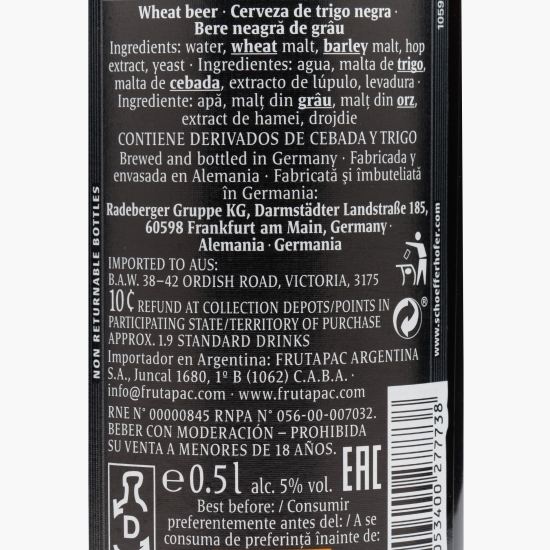 Wheat beer · Cerveza de trigo negra ·
Bere neagră de grâu
Ingredients: water, wheat malt, barley malt, hop
extract, yeast · Ingredientes: agua, malta de trigo,
malta de cebada, extracto de lúpulo, levadura ·
Ingrediente: apă, malț din grâu, malț din orz,
extract de hamei, drojdie
CONTIENE DERIVADOS DE CEBADA Y TRIGO
Brewed and bottled in Germany · Fabricada y
envasada en Alemania · Fabricată şi îmbuteliată
în Germania:
Radeberger Gruppe KG, Darmstädter Landstraße 185,
60598 Frankfurt am Main, Germany ·
Alemania · Germania
IMPORTED TO AUS:
B.A.W. 38–42 ORDISH ROAD, VICTORIA, 3175
10¢ REFUND AT COLLECTION DEPOTS/POINTS IN
PARTICIPATING STATE/TERRITORY OF PURCHASE
APPROX. 1.9 STANDARD DRINKS
Importador en Argentina: FRUTAPAC ARGENTINA
S.A., Juncal 1680, 1º B (1062) C.A.B.A. ·
info@frutapac.com · www.frutapac.com
RNE N° 00000845 RNPA N° 056-00-007032.
BEBER CON MODERACIÓN – PROHIBIDA
SU VENTA A MENORES DE 18 AÑOS.
D
e 0.5 l alc. 5% vol.
EAC
Best before: / Consumir
preferentemente antes del: / A se
consuma de preferință înainte de:
NON RETURNABLE BOTTLES
1059
www.schoefferhofer.com
®
053400 277738